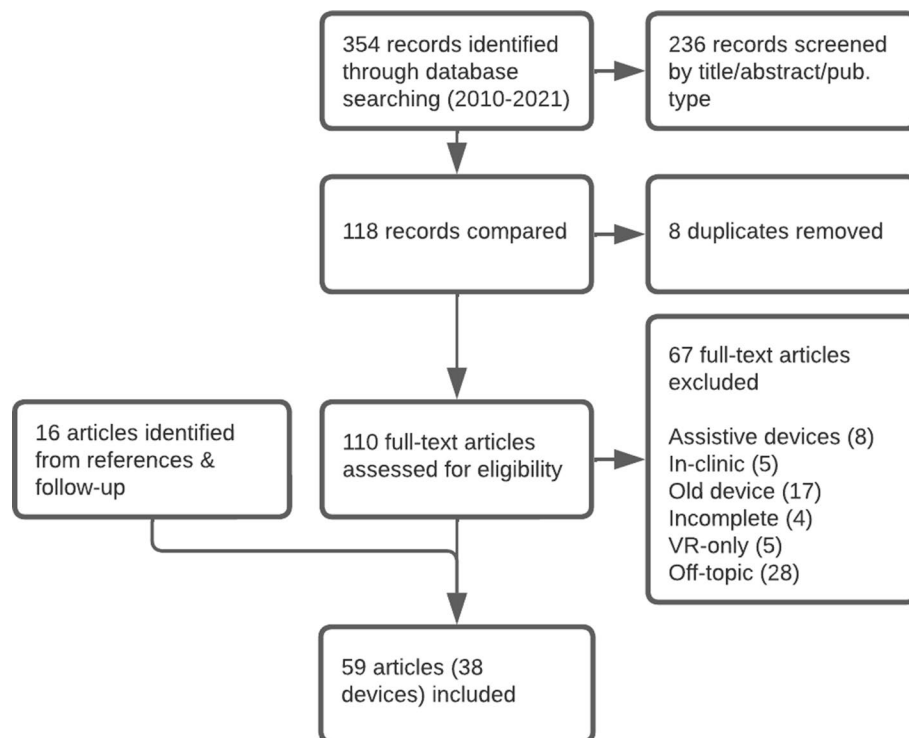 354 records identified
through database
searching (2010-2021)
236 records screened
by title/abstract/pub.
type
118 records compared
8 duplicates removed
67 full-text articles
excluded
Assistive devices (8)
In-clinic (5)
Old device (17)
Incomplete (4)
VR-only (5)
Off-topic (28)
16 articles identified
from references &
follow-up
110 full-text articles
assessed for eligibility
59 articles (38
devices) included